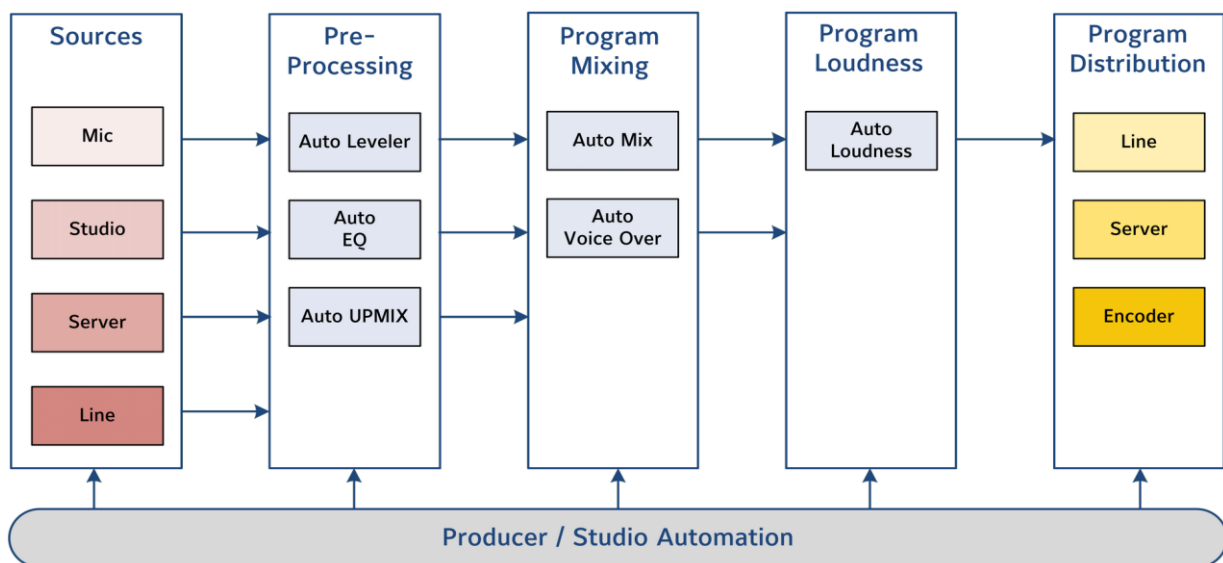 Sources
Mic
Studio
Server
Line
Pre-
Processing
Auto Leveler
Auto
EQ
Auto UPMIX
Program
Mixing
Auto Mix
Auto
Voice Over
Program
Loudness
Auto
Loudness
Program
Distribution
Line
Server
Encoder
Producer / Studio Automation